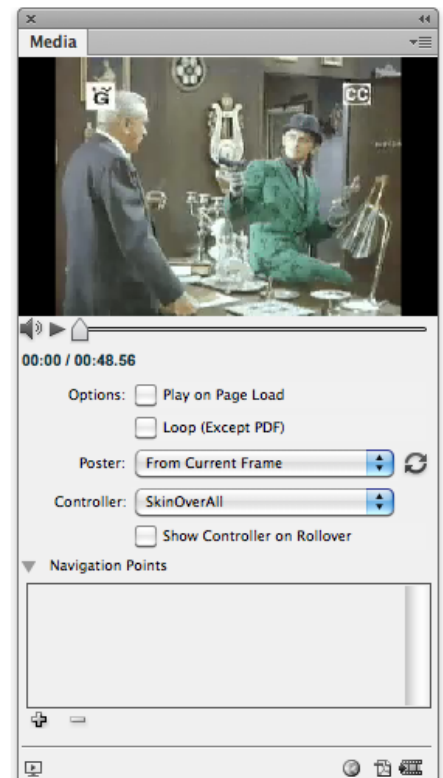 Media
G
CC
00:00 / 00:48.56
Options: Play on Page Load
Loop (Except PDF)
Poster: From Current Frame
Controller: SkinOverAll
Show Controller on Rollover
Navigation Points